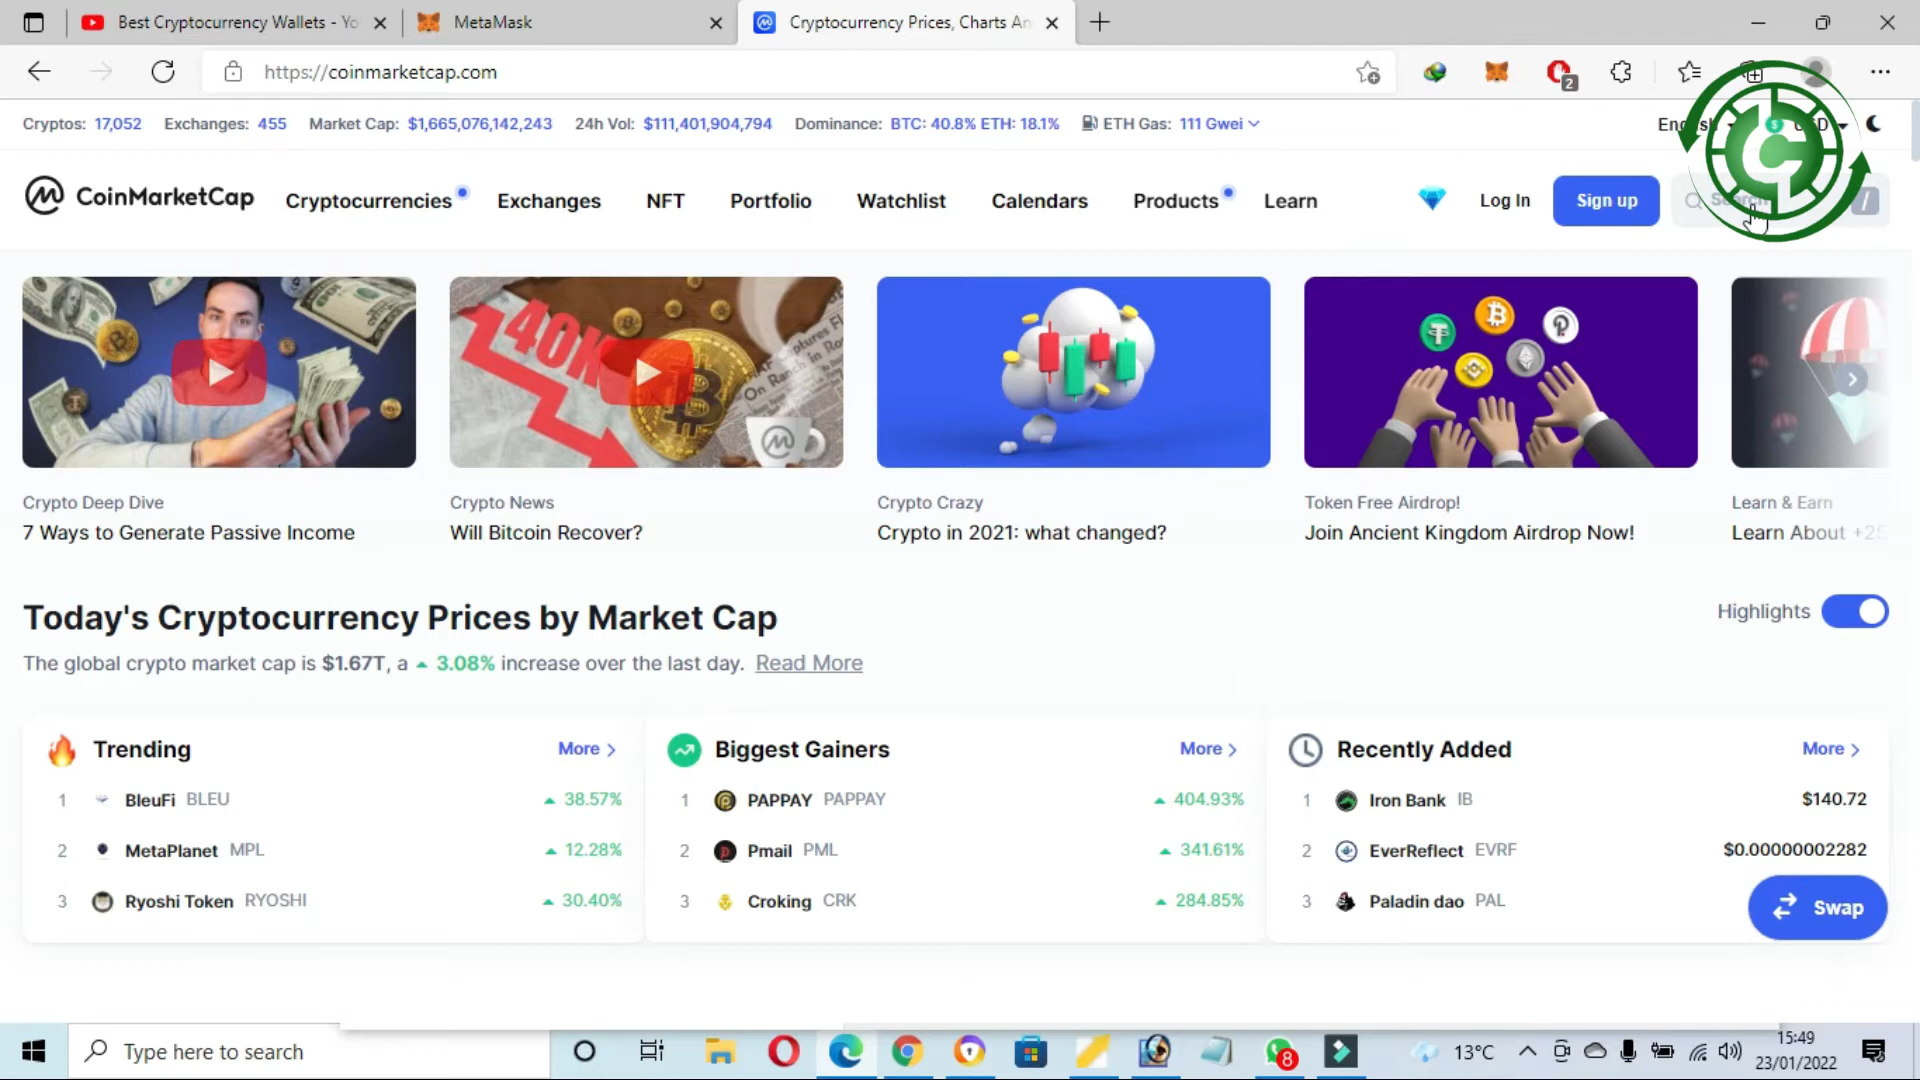 Best Cryptocurrency Wallets - Yo
MetaMask
Cryptocurrency Prices, Charts An
https://coinmarketcap.com
2
Cryptos: 17,052 Exchanges: 455 Market Cap: $1,665,076,142,243 24h Vol: $111,401,904,794 Dominance: BTC: 40.8% ETH: 18.1% ETH Gas: 111 Gwei
English
USD
CoinMarketCap
Cryptocurrencies
Exchanges
NFT
Portfolio
Watchlist
Calendars
Products
Learn
Log In
Sign up
Search
/
40K
Crypto Deep Dive
7 Ways to Generate Passive Income
Crypto News
Will Bitcoin Recover?
Crypto Crazy
Crypto in 2021: what changed?
Token Free Airdrop!
Join Ancient Kingdom Airdrop Now!
Learn & Earn
Learn About +25
Today's Cryptocurrency Prices by Market Cap
Highlights
The global crypto market cap is $1.67T, a 3.08% increase over the last day. Read More
Trending
More
1 BleuFi BLEU 38.57%
2 MetaPlanet MPL 12.28%
3 Ryoshi Token RYOSHI 30.40%
Biggest Gainers
More
1 PAPPAY PAPPAY 404.93%
2 Pmail PML 341.61%
3 Croking CRK 284.85%
Recently Added
More
1 Iron Bank IB $140.72
2 EverReflect EVRF $0.00000002282
3 Paladin dao PAL
Swap
Type here to search
8
13°C
15:49
23/01/2022